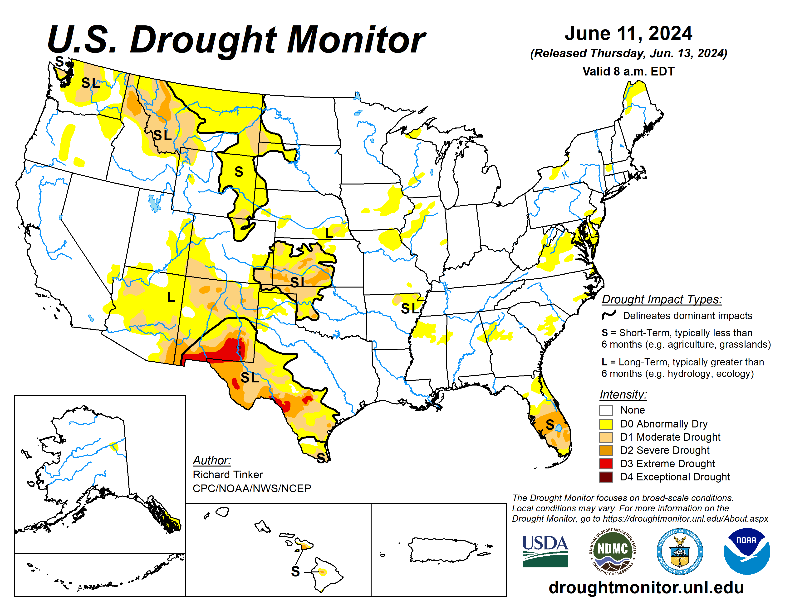 U.S. Drought Monitor
June 11, 2024
(Released Thursday, Jun. 13, 2024)
Valid 8 a.m. EDT
S
SL
SL
S
L
SL
L
SL
SL
S
S
Drought Impact Types:
Delineates dominant impacts
S = Short-Term, typically less than
6 months (e.g. agriculture, grasslands)
L = Long-Term, typically greater than
6 months (e.g. hydrology, ecology)
Intensity:
None
D0 Abnormally Dry
D1 Moderate Drought
D2 Severe Drought
D3 Extreme Drought
D4 Exceptional Drought
Author:
Richard Tinker
CPC/NOAA/NWS/NCEP
S
The Drought Monitor focuses on broad-scale conditions.
Local conditions may vary. For more information on the
Drought Monitor, go to https://droughtmonitor.unl.edu/About.aspx
USDA
NDMC
NOAA
droughtmonitor.unl.edu